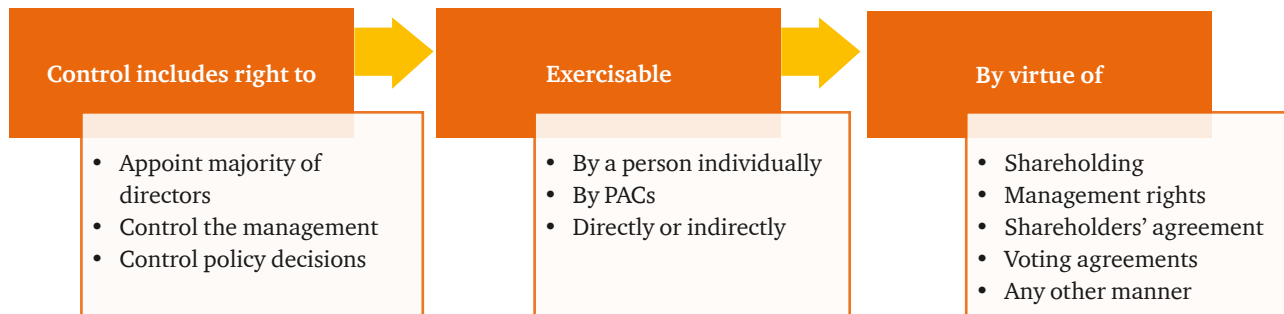 Control includes right to
• Appoint majority of
directors
• Control the management
• Control policy decisions
Exercisable
• By a person individually
• By PACs
• Directly or indirectly
By virtue of
• Shareholding
• Management rights
• Shareholders’ agreement
• Voting agreements
• Any other manner